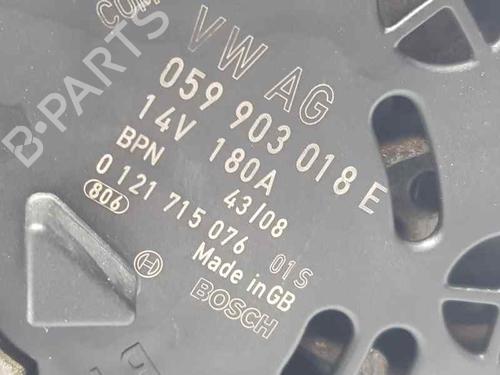 COM
VW AG
059 903 018 E
14V 180A
BPN 43/08
0 121 715 076 01S
806 Made in GB
BOSCH
B-PARTS